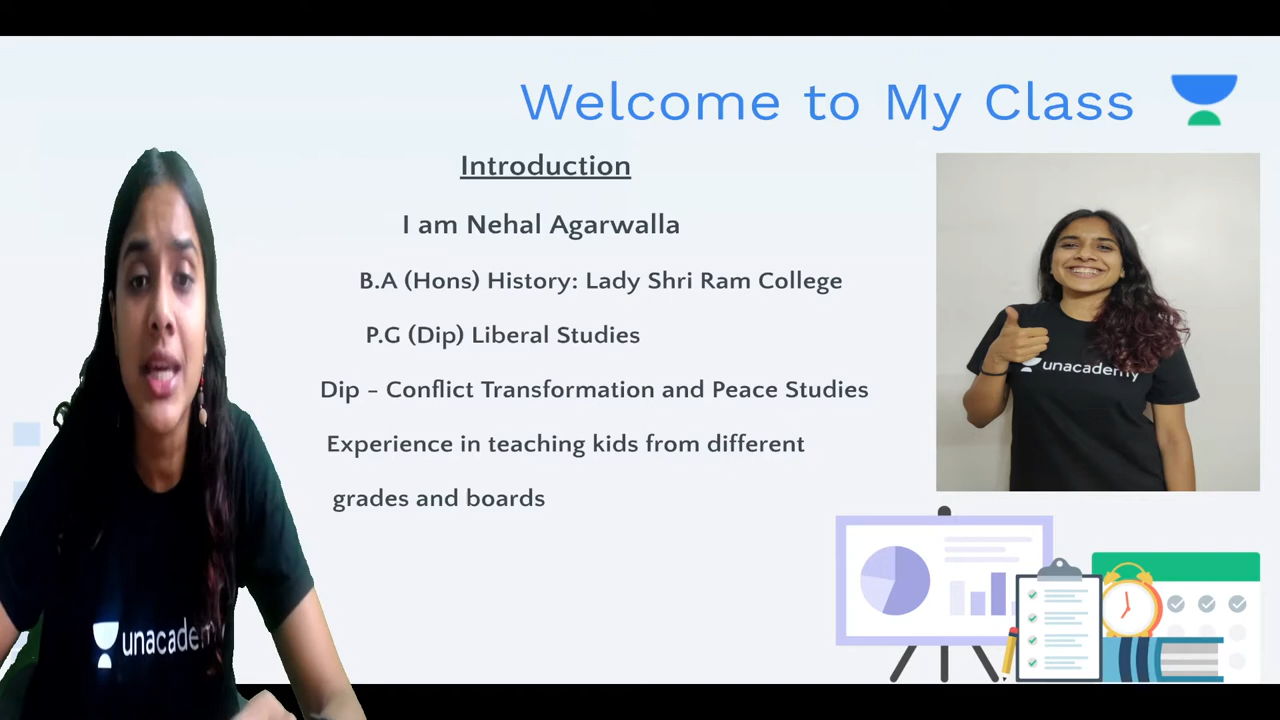 Welcome to My Class
Introduction
I am Nehal Agarwalla
B.A (Hons) History: Lady Shri Ram College
P.G (Dip) Liberal Studies
Dip – Conflict Transformation and Peace Studies
Experience in teaching kids from different
grades and boards
unacademy
unacademy